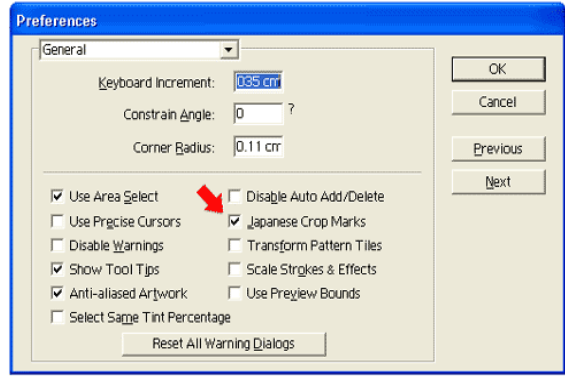 Preferences
General
Keyboard Increment: 035 cm
Constrain Angle: 0 ?
Corner Radius: 0.11 cm
OK
Cancel
Previous
Next
Use Area Select
Disable Auto Add/Delete
Use Precise Cursors
Japanese Crop Marks
Disable Warnings
Transform Pattern Tiles
Show Tool Tips
Scale Strokes & Effects
Anti-aliased Artwork
Use Preview Bounds
Select Same Tint Percentage
Reset All Warning Dialogs